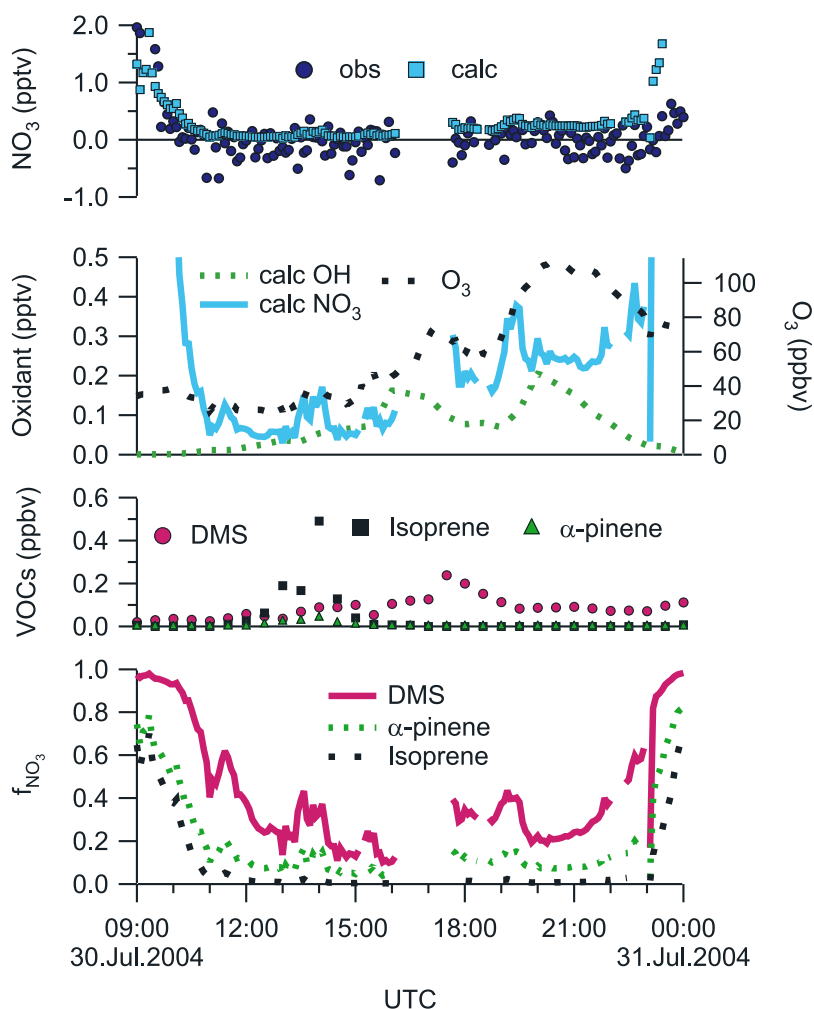 NO3 (pptv)
2.0
1.0
0.0
-1.0
obs
calc
Oxidant (pptv)
0.5
0.4
0.3
0.2
0.1
0.0
calc OH
calc NO3
O3
100
80
60
40
20
0
O3 (ppbv)
VOCs (ppbv)
0.6
0.4
0.2
0.0
DMS
Isoprene
α-pinene
fNO3
1.0
0.8
0.6
0.4
0.2
0.0
DMS
α-pinene
Isoprene
09:00 12:00 15:00 18:00 21:00 00:00
30.Jul.2004 31.Jul.2004
UTC